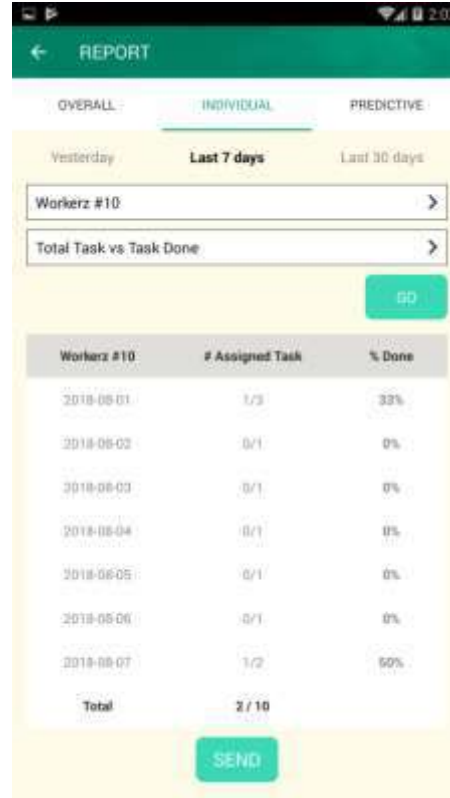 2:0
REPORT
OVERALL INDIVIDUAL PREDICTIVE
Yesterday Last 7 days Last 30 days
Workerz #10
Total Task vs Task Done
GO
Workerz #10 # Assigned Task % Done
2018-08-01 1/3 33%
2018-08-02 0/1 0%
2018-08-03 0/1 0%
2018-08-04 0/1 0%
2018-08-05 0/1 0%
2018-08-06 0/1 0%
2018-08-07 1/2 50%
Total 2 / 10
SEND